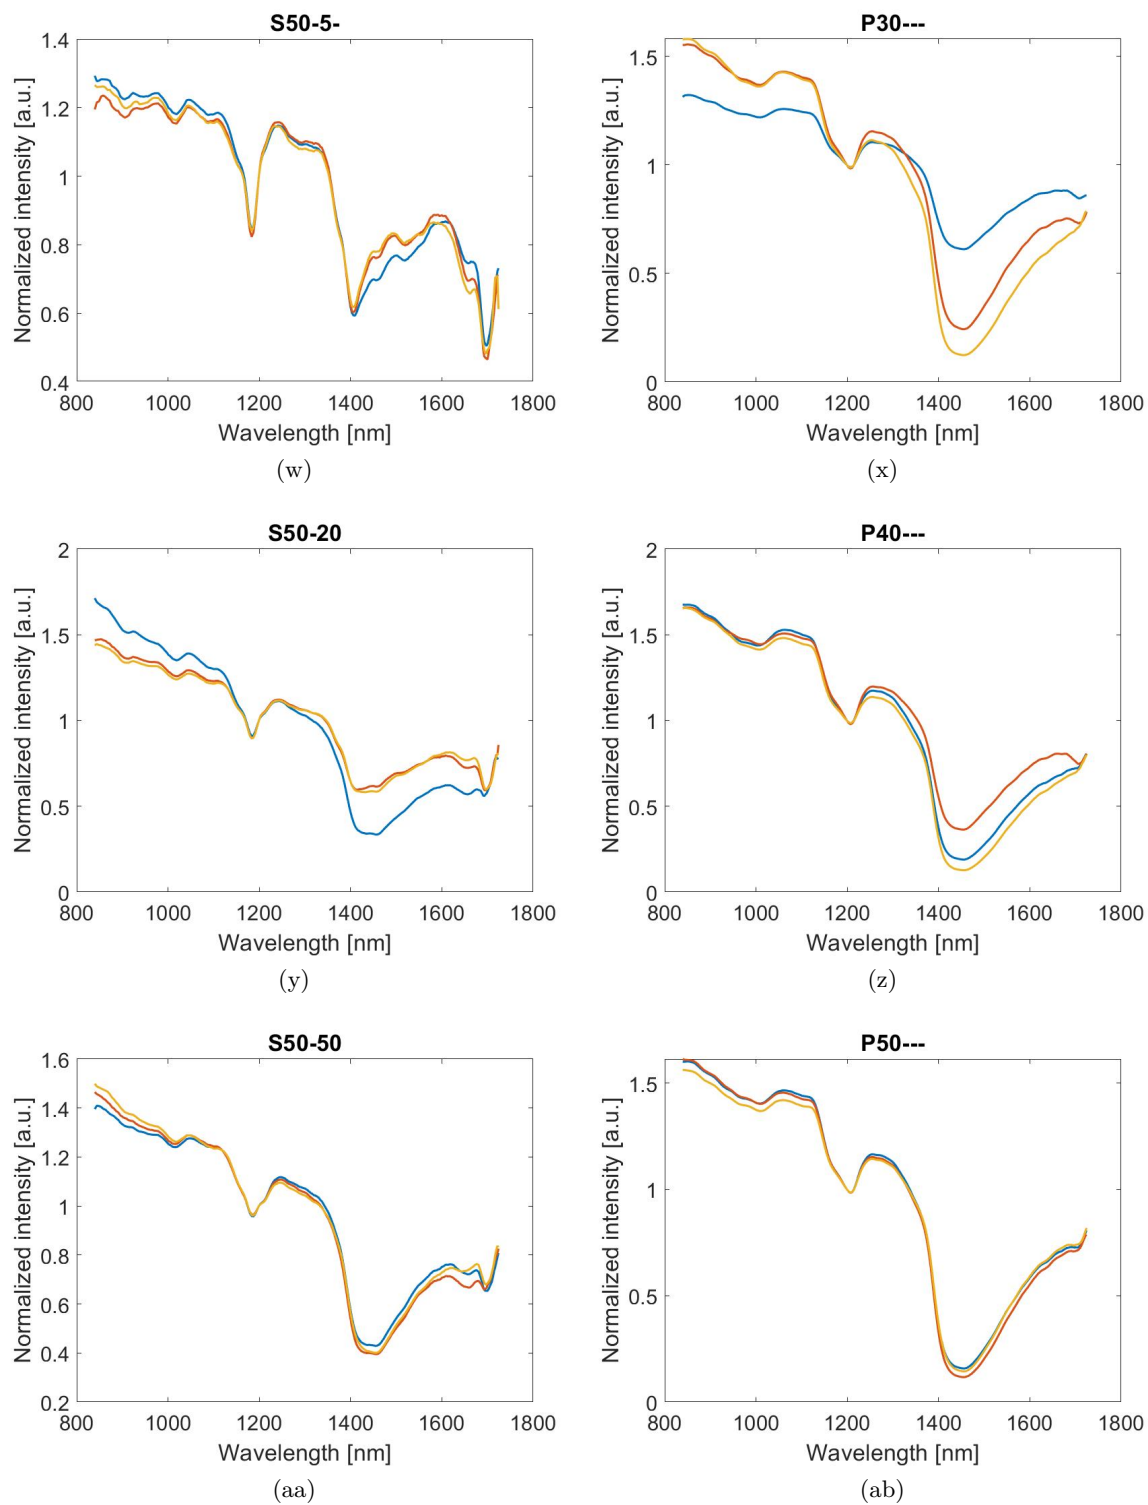 S50-5-
1.4
1.2
1
0.8
0.6
0.4
800 1000 1200 1400 1600 1800
Normalized intensity [a.u.]
Wavelength [nm]
(w)
P30---
1.5
1
0.5
0
800 1000 1200 1400 1600 1800
Normalized intensity [a.u.]
Wavelength [nm]
(x)
S50-20
2
1.5
1
0.5
0
800 1000 1200 1400 1600 1800
Normalized intensity [a.u.]
Wavelength [nm]
(y)
P40---
2
1.5
1
0.5
0
800 1000 1200 1400 1600 1800
Normalized intensity [a.u.]
Wavelength [nm]
(z)
S50-50
1.6
1.4
1.2
1
0.8
0.6
0.4
0.2
800 1000 1200 1400 1600 1800
Normalized intensity [a.u.]
Wavelength [nm]
(aa)
P50---
1.5
1
0.5
0
800 1000 1200 1400 1600 1800
Normalized intensity [a.u.]
Wavelength [nm]
(ab)